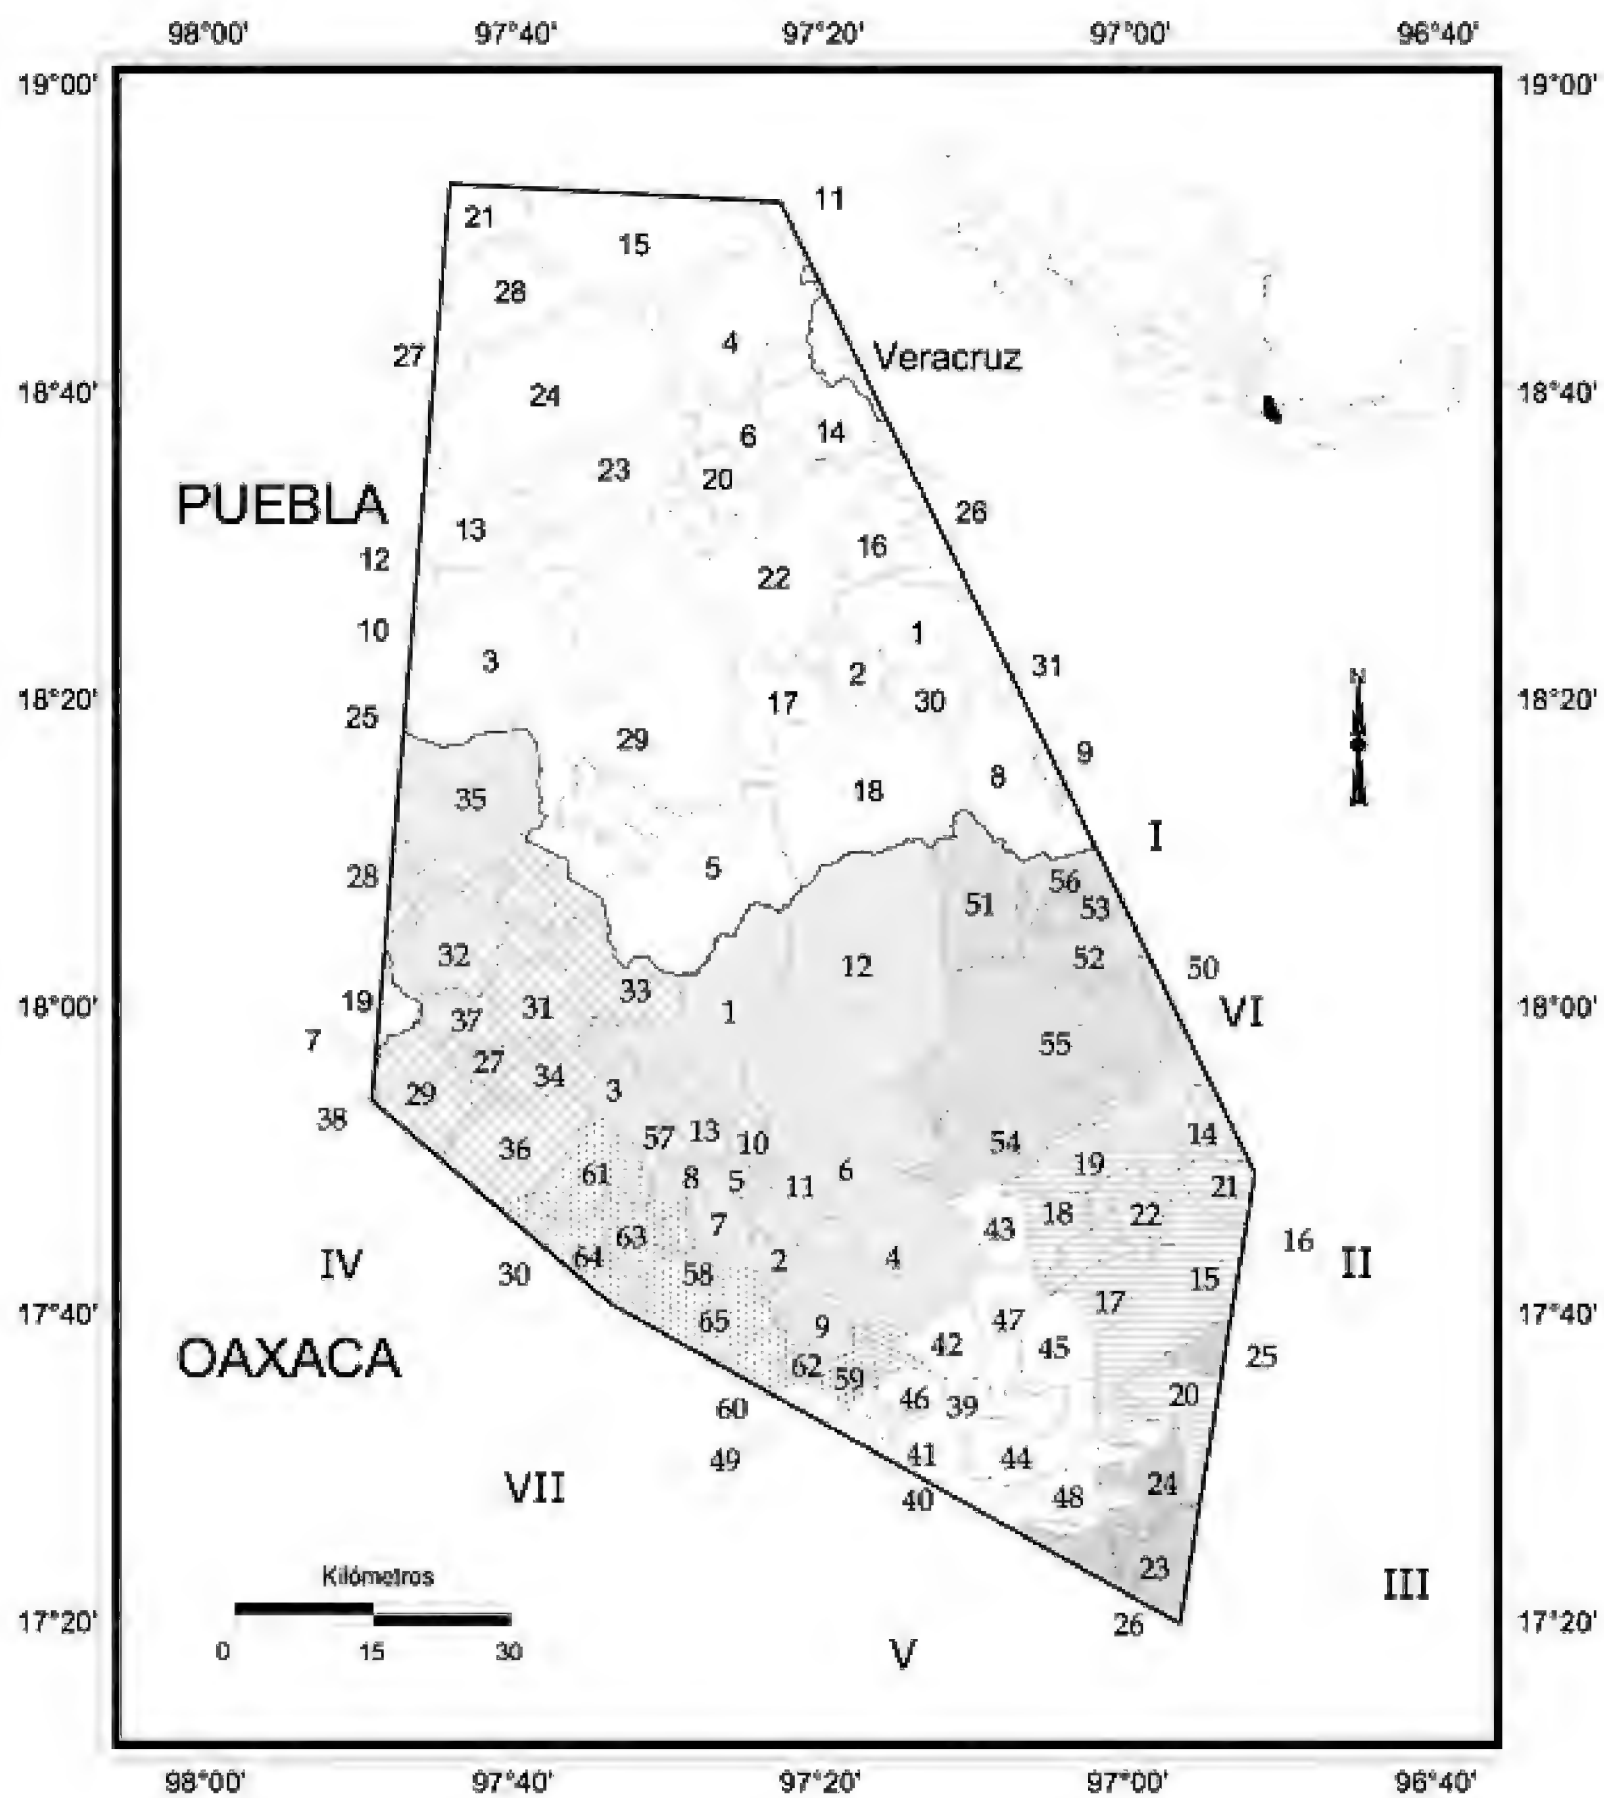 98°00' 97°40' 97°20' 97°00' 96°40'
19°00' 19°00'
11
21
15
28
4
27 Veracruz
18°40' 24 18°40'
6 14
23 20
PUEBLA 26
13
12 16
22
10 1
3 2 31
18°20' 17 30 18°20'
25
29 9
8
35 18
I
5
28 56
51 53
32 12 52 50
33
19 31 1 VI
18°00' 37 18°00'
7 55
27 34
29 3
38 57 13 10 54 14
36 19
61 8 5 11 6 21
7 43 18 22
63 16
64 2 4 II
IV 30 58 15
17
17°40' 65 9 47 17°40'
42 45 25
OAXACA 62 59
46 39 20
60
49 41 44
VII 40 48 24
23
Kilómetros III
17°20' 26 17°20'
0 15 30 V
98°00' 97°40' 97°20' 97°00' 96°40'
N